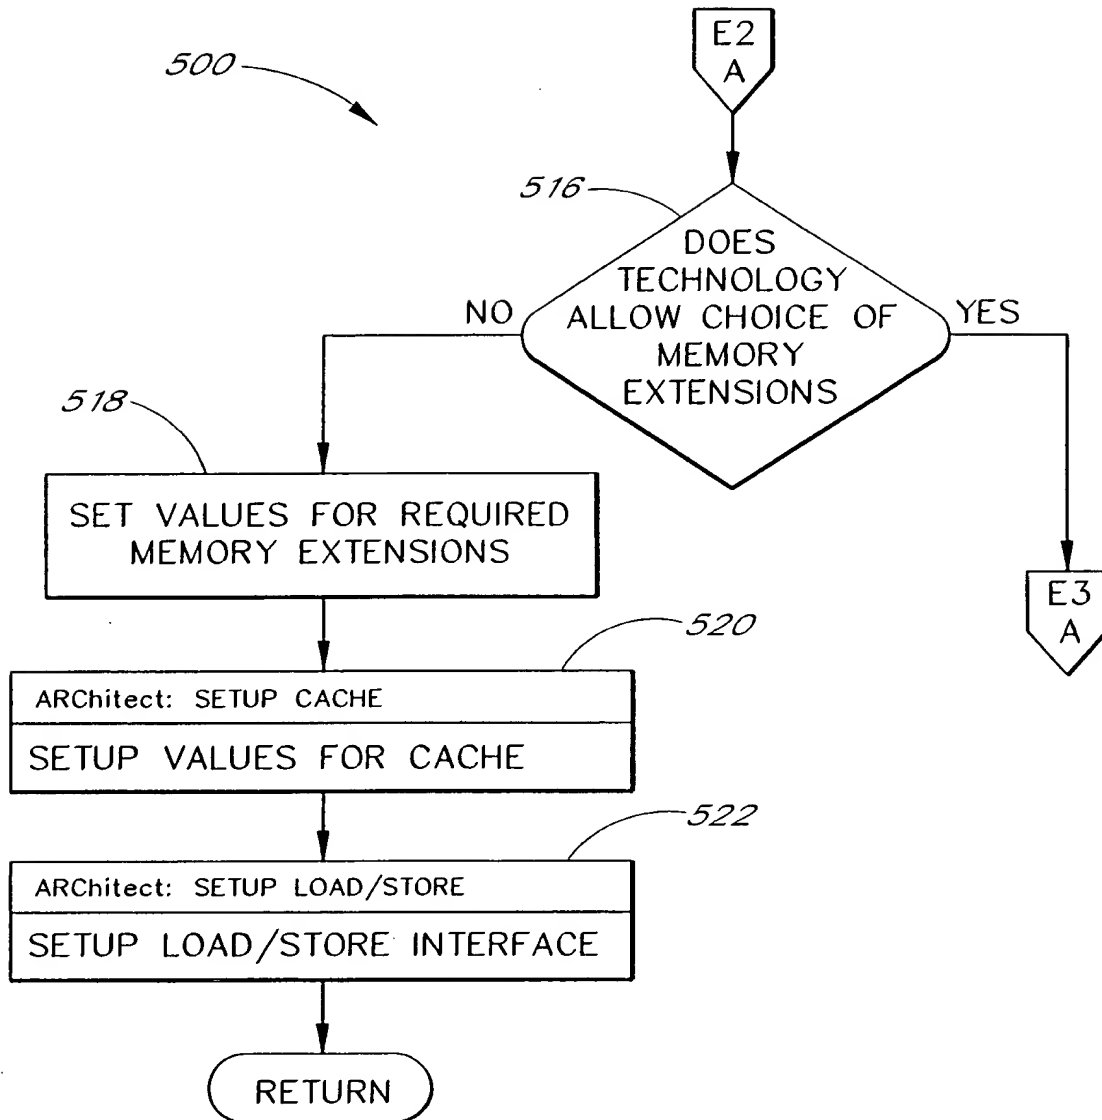 E2
A
500
516
DOES
TECHNOLOGY
ALLOW CHOICE OF
MEMORY
EXTENSIONS
NO
YES
518
SET VALUES FOR REQUIRED
MEMORY EXTENSIONS
E3
A
520
ARChitect: SETUP CACHE
SETUP VALUES FOR CACHE
522
ARChitect: SETUP LOAD/STORE
SETUP LOAD/STORE INTERFACE
RETURN